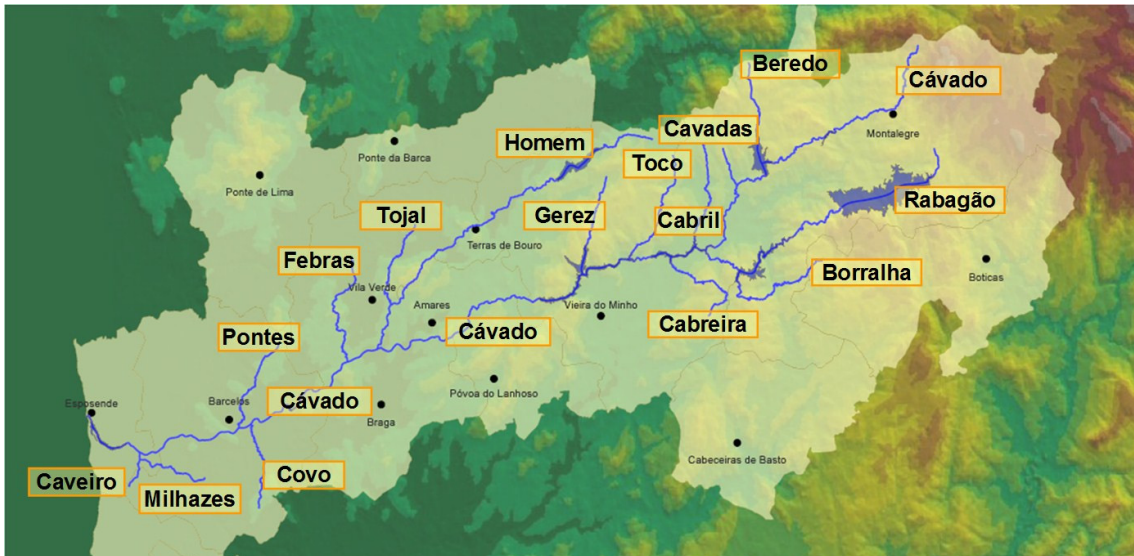 Beredo
Cávado
Montalegre
Cavadas
Homem
Ponte da Barca
Toco
Ponte de Lima
Rabagão
Tojal
Gerez
Cabril
Terras de Bouro
Febras
Borralha
Boticas
Vila Verde
Amares
Vieira do Minho
Cabreira
Cávado
Pontes
Póvoa do Lanhoso
Cávado
Esposende
Barcelos
Braga
Cabeceiras de Basto
Covo
Caveiro
Milhazes